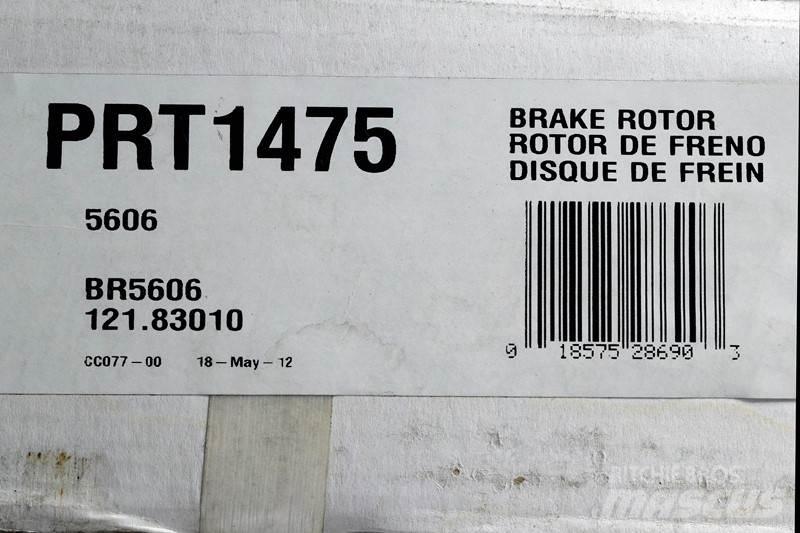 PRT1475
BRAKE ROTOR
ROTOR DE FRENO
DISQUE DE FREIN
5606
BR5606
121.83010
CC077-00 18-May-12
0 18575 28690 3
RITCHIE BROS.
MASCUS